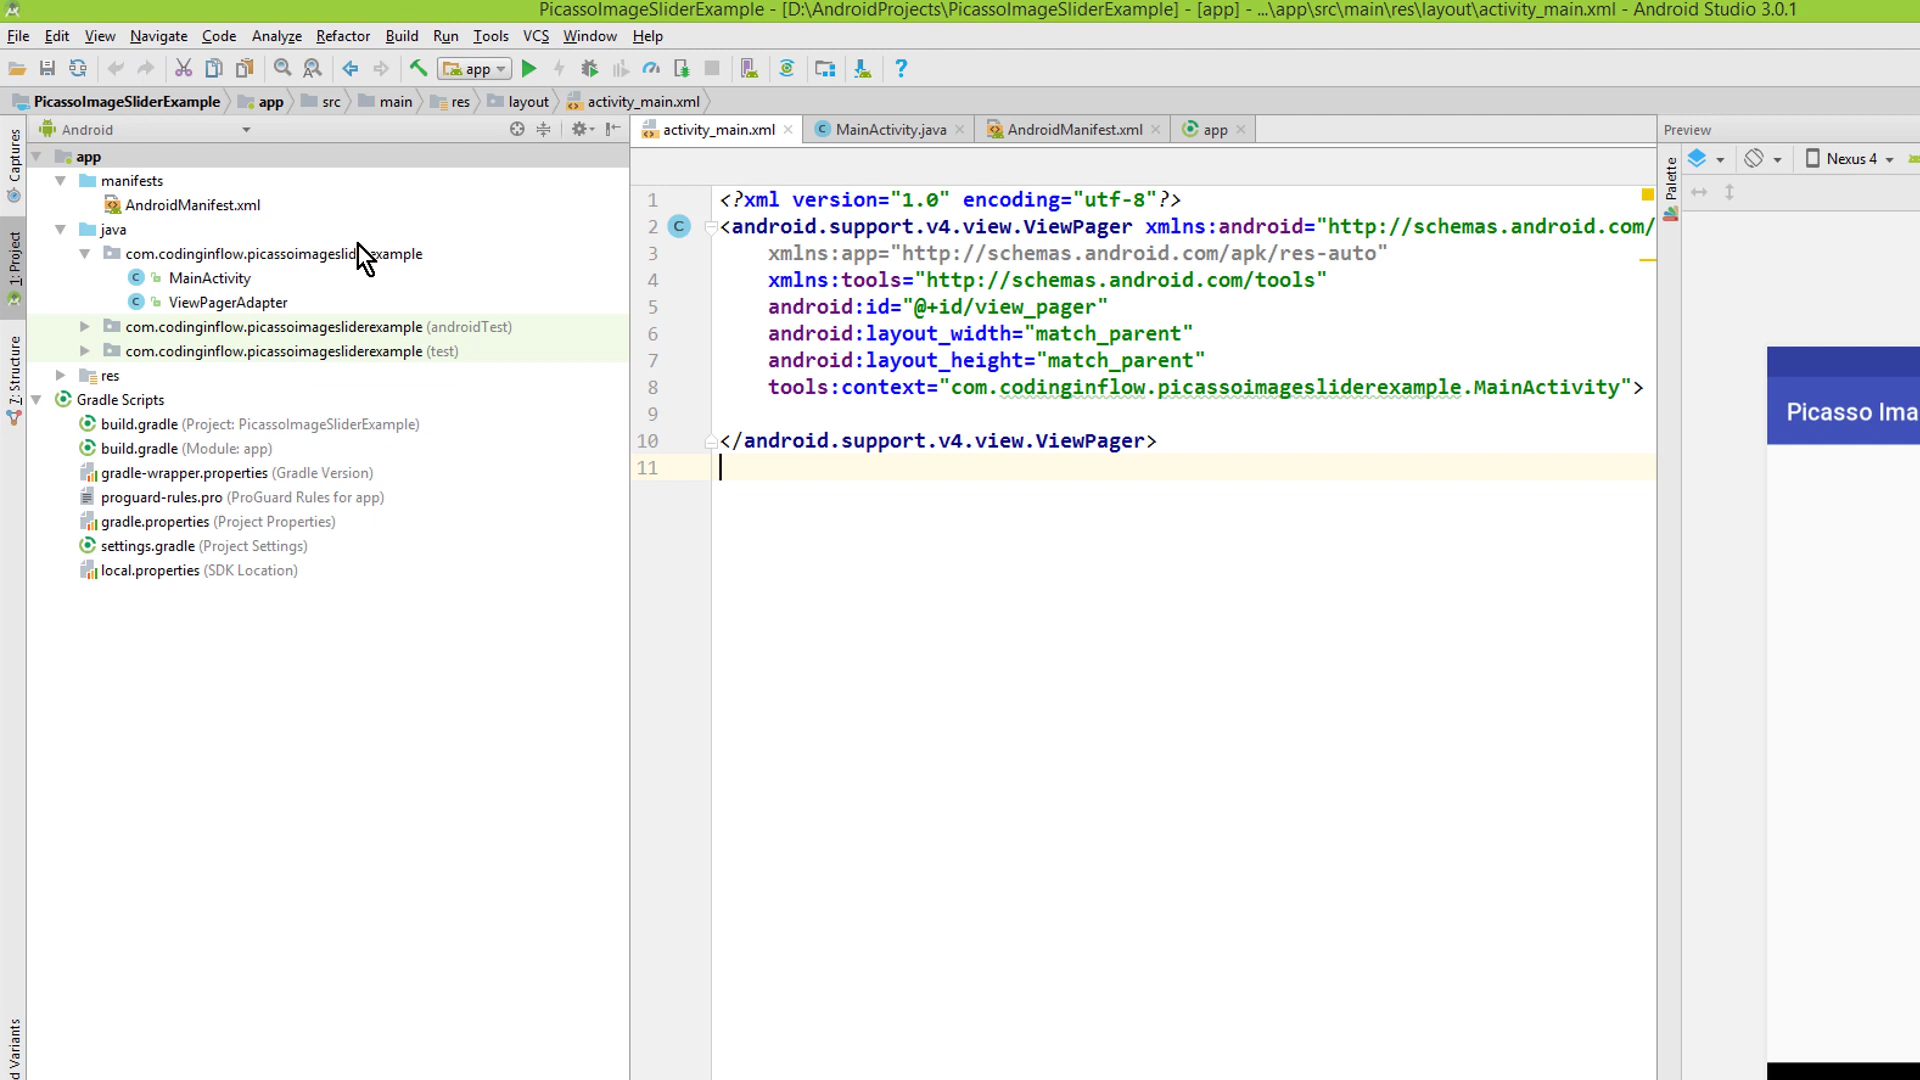 PicassoImageSliderExample - [D:\AndroidProjects\PicassoImageSliderExample] - [app] - ...\app\src\main\res\layout\activity_main.xml - Android Studio 3.0.1
File Edit View Navigate Code Analyze Refactor Build Run Tools VCS Window Help
app
PicassoImageSliderExample app src main res layout activity_main.xml
Android
activity_main.xml MainActivity.java AndroidManifest.xml app
Preview
Captures
1: Project
7: Structure
d Variants
app
manifests
AndroidManifest.xml
java
com.codinginflow.picassoimagesliderexample
MainActivity
ViewPagerAdapter
com.codinginflow.picassoimagesliderexample (androidTest)
com.codinginflow.picassoimagesliderexample (test)
res
Gradle Scripts
build.gradle (Project: PicassoImageSliderExample)
build.gradle (Module: app)
gradle-wrapper.properties (Gradle Version)
proguard-rules.pro (ProGuard Rules for app)
gradle.properties (Project Properties)
settings.gradle (Project Settings)
local.properties (SDK Location)
1 <?xml version="1.0" encoding="utf-8"?>
2 <android.support.v4.view.ViewPager xmlns:android="http://schemas.android.com/
3 xmlns:app="http://schemas.android.com/apk/res-auto"
4 xmlns:tools="http://schemas.android.com/tools"
5 android:id="@+id/view_pager"
6 android:layout_width="match_parent"
7 android:layout_height="match_parent"
8 tools:context="com.codinginflow.picassoimagesliderexample.MainActivity">
9
10 </android.support.v4.view.ViewPager>
11
Palette
Nexus 4
Picasso Ima